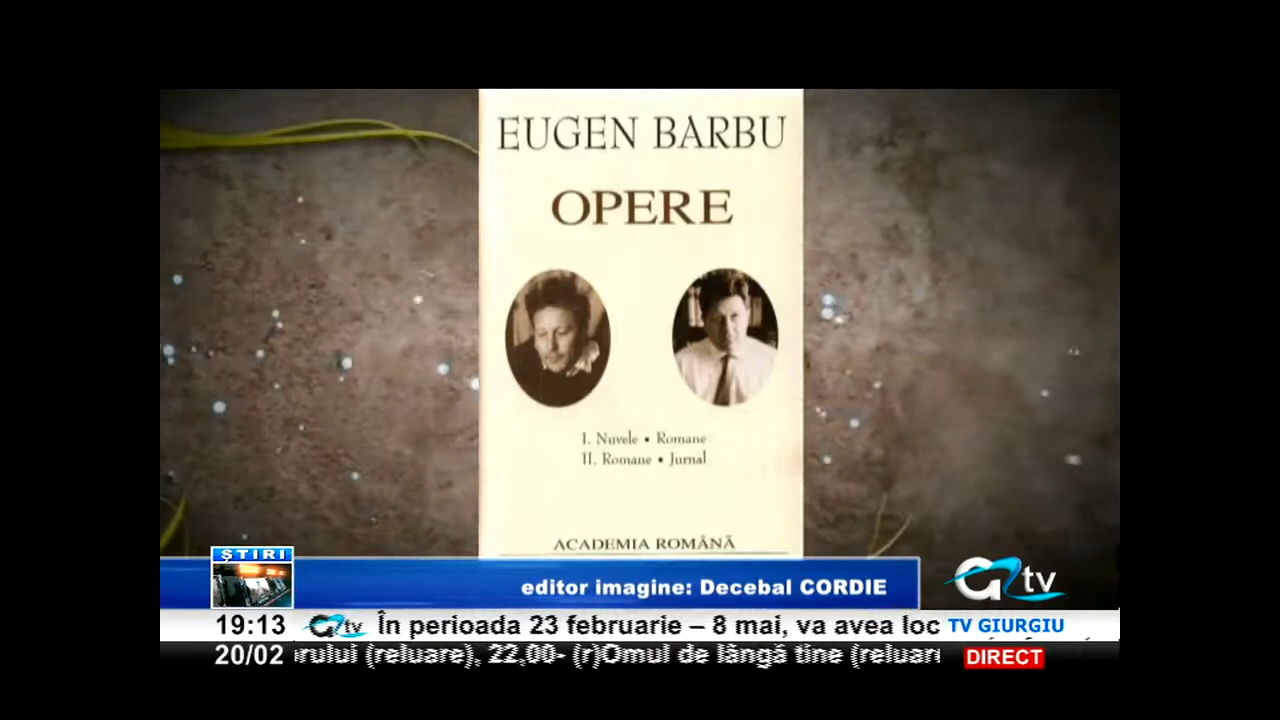 EUGEN BARBU
OPERE
I. Nuvele • Romane
II. Romane • Jurnal
ACADEMIA ROMÂNĂ
ȘTIRI
editor imagine: Decebal CORDIE
G tv
19:13 G tv În perioada 23 februarie – 8 mai, va avea loc TV GIURGIU
20/02 (reluare), 22,00- (r)Omul de lângă tine DIRECT